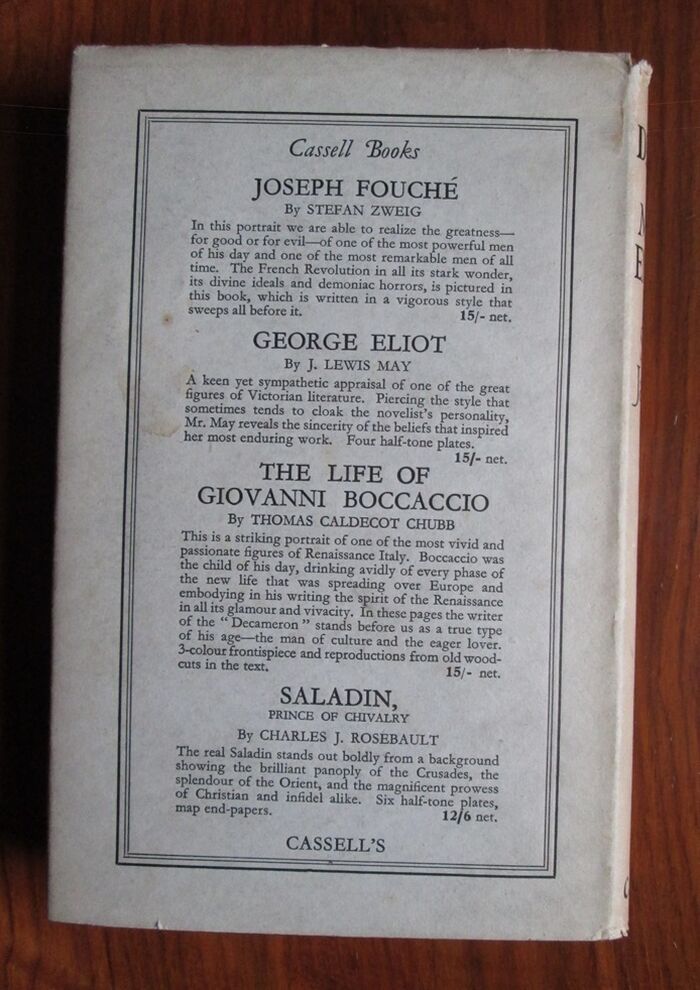 Cassell Books
JOSEPH FOUCHÉ
By STEFAN ZWEIG
In this portrait we are able to realize the greatness—
for good or for evil—of one of the most powerful men
of his day and one of the most remarkable men of all
time. The French Revolution in all its stark wonder,
its divine ideals and demoniac horrors, is pictured in
this book, which is written in a vigorous style that
sweeps all before it. 15/- net.
GEORGE ELIOT
By J. LEWIS MAY
A keen yet sympathetic appraisal of one of the great
figures of Victorian literature. Piercing the style that
sometimes tends to cloak the novelist's personality,
Mr. May reveals the sincerity of the beliefs that inspired
her most enduring work. Four half-tone plates.
15/- net.
THE LIFE OF
GIOVANNI BOCCACCIO
By THOMAS CALDECOT CHUBB
This is a striking portrait of one of the most vivid and
passionate figures of Renaissance Italy. Boccaccio was
the child of his day, drinking avidly of every phase of
the new life that was spreading over Europe and
embodying in his writing the spirit of the Renaissance
in all its glamour and vivacity. In these pages the writer
of the "Decameron" stands before us as a true type
of his age—the man of culture and the eager lover.
3-colour frontispiece and reproductions from old wood-
cuts in the text. 15/- net.
SALADIN,
PRINCE OF CHIVALRY
By CHARLES J. ROSEBAULT
The real Saladin stands out boldly from a background
showing the brilliant panoply of the Crusades, the
splendour of the Orient, and the magnificent prowess
of Christian and infidel alike. Six half-tone plates,
map end-papers. 12/6 net.
CASSELL'S